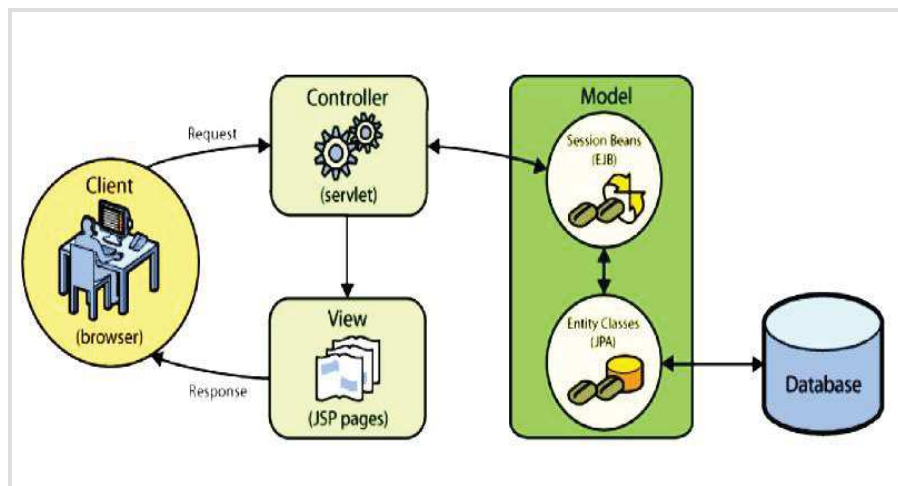 Controller
(servlet)
Request
Client
(browser)
View
(JSP pages)
Response
Model
Session Beans
(EJB)
Entity Classes
(JPA)
Database